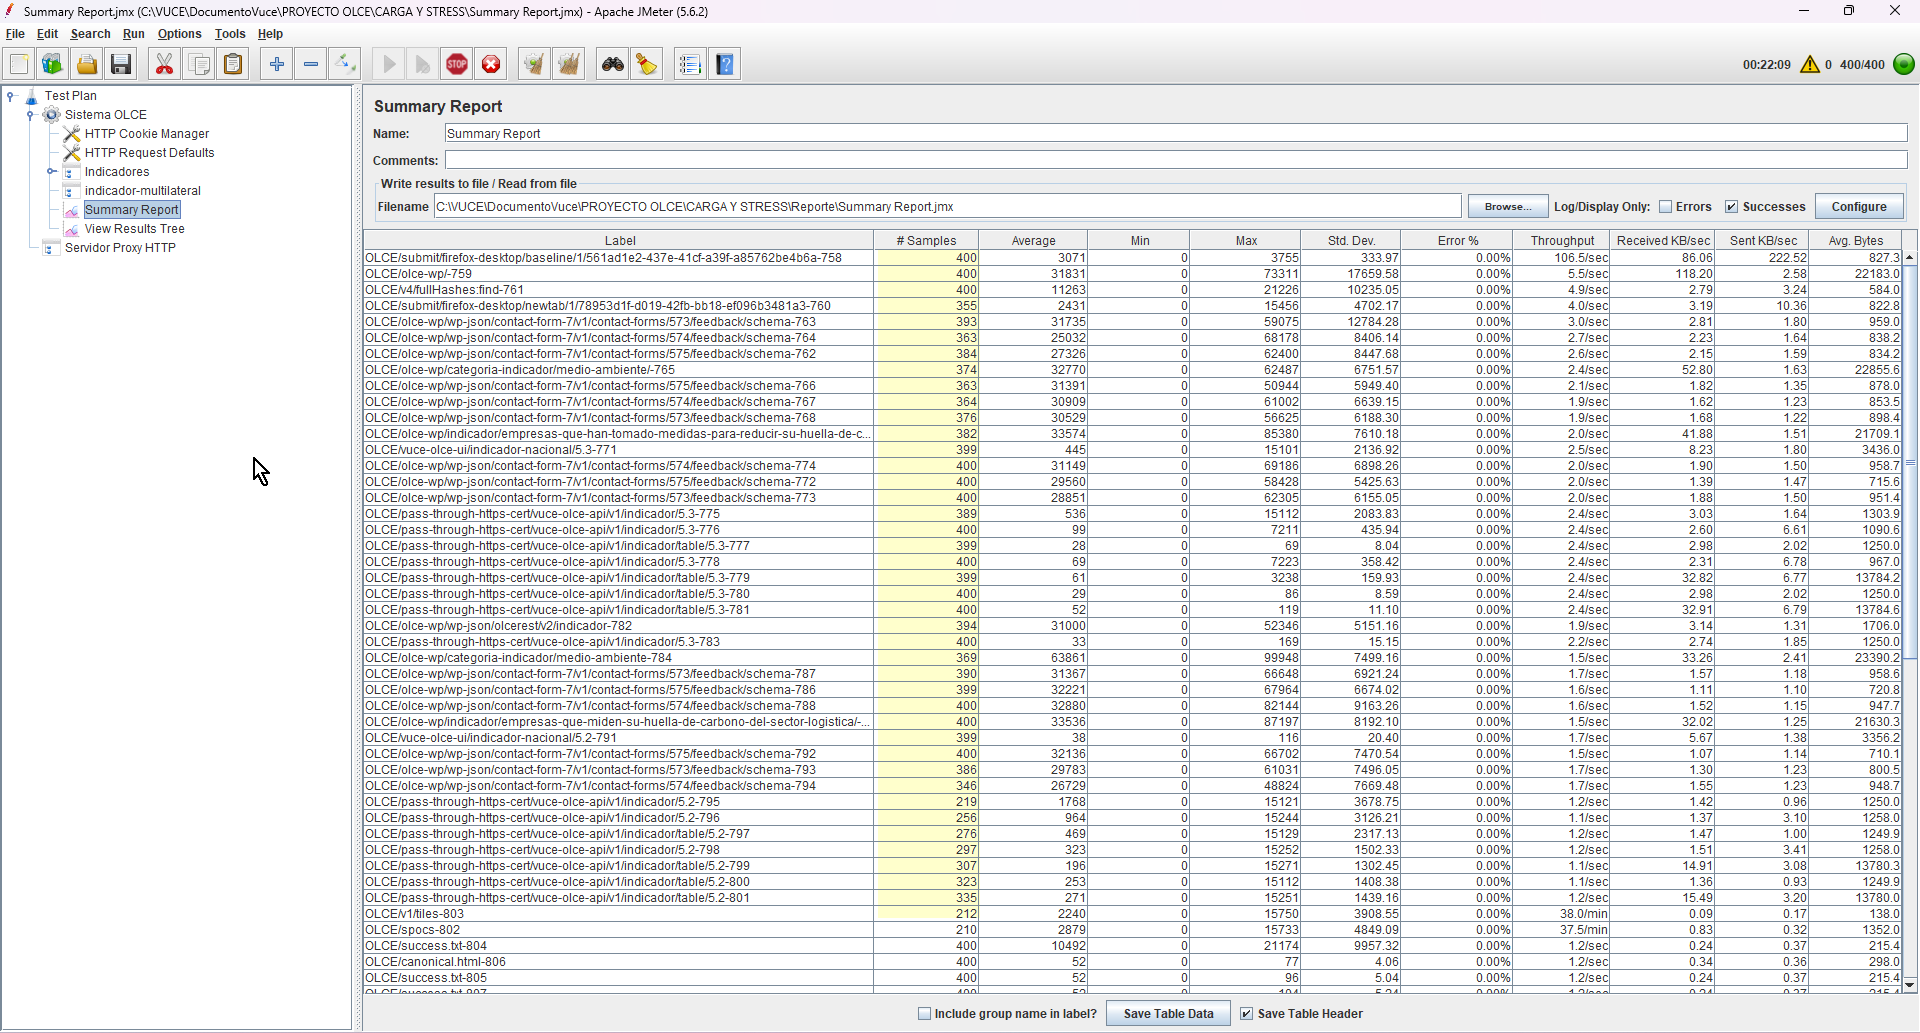 Summary Report.jmx (C:\VUCE\DocumentoVuce\PROYECTO OLCE\CARGA Y STRESS\Summary Report.jmx) - Apache JMeter (5.6.2)
File Edit Search Run Options Tools Help
00:22:09 0 400/400
Test Plan
Sistema OLCE
HTTP Cookie Manager
HTTP Request Defaults
Indicadores
indicador-multilateral
Summary Report
View Results Tree
Servidor Proxy HTTP
Summary Report
Name: Summary Report
Comments:
Write results to file / Read from file
Filename C:\VUCE\DocumentoVuce\PROYECTO OLCE\CARGA Y STRESS\Reporte\Summary Report.jmx Browse... Log/Display Only: Errors Successes Configure
Label # Samples Average Min Max Std. Dev. Error % Throughput Received KB/sec Sent KB/sec Avg. Bytes
OLCE/submit/firefox-desktop/baseline/1/561ad1e2-437e-41cf-a39f-a85762be4b6a-758 400 3071 0 3755 333.97 0.00% 106.5/sec 86.06 222.52 827.3
OLCE/olce-wp/-759 400 31831 0 73311 17659.58 0.00% 5.5/sec 118.20 2.58 22183.0
OLCE/v4/fullHashes:find-761 400 11263 0 21226 10235.05 0.00% 4.9/sec 2.79 3.24 584.0
OLCE/submit/firefox-desktop/newtab/1/78953d1f-d019-42fb-bb18-ef096b3481a3-760 355 2431 0 15456 4702.17 0.00% 4.0/sec 3.19 10.36 822.8
OLCE/olce-wp/wp-json/contact-form-7/v1/contact-forms/573/feedback/schema-763 393 31735 0 59075 12784.28 0.00% 3.0/sec 2.81 1.80 959.0
OLCE/olce-wp/wp-json/contact-form-7/v1/contact-forms/574/feedback/schema-764 363 25032 0 68178 8406.14 0.00% 2.7/sec 2.23 1.64 838.2
OLCE/olce-wp/wp-json/contact-form-7/v1/contact-forms/575/feedback/schema-762 384 27326 0 62400 8447.68 0.00% 2.6/sec 2.15 1.59 834.2
OLCE/olce-wp/categoria-indicador/medio-ambiente/-765 374 32770 0 62487 6751.57 0.00% 2.4/sec 52.80 1.63 22855.6
OLCE/olce-wp/wp-json/contact-form-7/v1/contact-forms/575/feedback/schema-766 363 31391 0 50944 5949.40 0.00% 2.1/sec 1.82 1.35 878.0
OLCE/olce-wp/wp-json/contact-form-7/v1/contact-forms/574/feedback/schema-767 364 30909 0 61002 6639.15 0.00% 1.9/sec 1.62 1.23 853.5
OLCE/olce-wp/wp-json/contact-form-7/v1/contact-forms/573/feedback/schema-768 376 30529 0 56625 6188.30 0.00% 1.9/sec 1.68 1.22 898.4
OLCE/olce-wp/indicador/empresas-que-han-tomado-medidas-para-reducir-su-huella-de-c... 382 33574 0 85380 7610.18 0.00% 2.0/sec 41.88 1.51 21709.1
OLCE/vuce-olce-ui/indicador-nacional/5.3-771 399 445 0 15101 2136.92 0.00% 2.5/sec 8.23 1.80 3436.0
OLCE/olce-wp/wp-json/contact-form-7/v1/contact-forms/574/feedback/schema-774 400 31149 0 69186 6898.26 0.00% 2.0/sec 1.90 1.50 958.7
OLCE/olce-wp/wp-json/contact-form-7/v1/contact-forms/575/feedback/schema-772 400 29560 0 58428 5425.63 0.00% 2.0/sec 1.39 1.47 715.6
OLCE/olce-wp/wp-json/contact-form-7/v1/contact-forms/573/feedback/schema-773 400 28851 0 62305 6155.05 0.00% 2.0/sec 1.88 1.50 951.4
OLCE/pass-through-https-cert/vuce-olce-api/v1/indicador/5.3-775 389 536 0 15112 2083.83 0.00% 2.4/sec 3.03 1.64 1303.9
OLCE/pass-through-https-cert/vuce-olce-api/v1/indicador/5.3-776 400 99 0 7211 435.94 0.00% 2.4/sec 2.60 6.61 1090.6
OLCE/pass-through-https-cert/vuce-olce-api/v1/indicador/table/5.3-777 399 28 0 69 8.04 0.00% 2.4/sec 2.98 2.02 1250.0
OLCE/pass-through-https-cert/vuce-olce-api/v1/indicador/5.3-778 400 69 0 7223 358.42 0.00% 2.4/sec 2.31 6.78 967.0
OLCE/pass-through-https-cert/vuce-olce-api/v1/indicador/table/5.3-779 399 61 0 3238 159.93 0.00% 2.4/sec 32.82 6.77 13784.2
OLCE/pass-through-https-cert/vuce-olce-api/v1/indicador/table/5.3-780 400 29 0 86 8.59 0.00% 2.4/sec 2.98 2.02 1250.0
OLCE/pass-through-https-cert/vuce-olce-api/v1/indicador/table/5.3-781 400 52 0 119 11.10 0.00% 2.4/sec 32.91 6.79 13784.6
OLCE/olce-wp/wp-json/olcerest/v2/indicador-782 394 31000 0 52346 5151.16 0.00% 1.9/sec 3.14 1.31 1706.0
OLCE/pass-through-https-cert/vuce-olce-api/v1/indicador/5.3-783 400 33 0 169 15.15 0.00% 2.2/sec 2.74 1.85 1250.0
OLCE/olce-wp/categoria-indicador/medio-ambiente-784 369 63861 0 99948 7499.16 0.00% 1.5/sec 33.26 2.41 23390.2
OLCE/olce-wp/wp-json/contact-form-7/v1/contact-forms/573/feedback/schema-787 390 31367 0 66648 6921.24 0.00% 1.7/sec 1.57 1.18 958.6
OLCE/olce-wp/wp-json/contact-form-7/v1/contact-forms/575/feedback/schema-786 399 32221 0 67964 6674.02 0.00% 1.6/sec 1.11 1.10 720.8
OLCE/olce-wp/wp-json/contact-form-7/v1/contact-forms/574/feedback/schema-788 400 32880 0 82144 9163.26 0.00% 1.6/sec 1.52 1.15 947.7
OLCE/olce-wp/indicador/empresas-que-miden-su-huella-de-carbono-del-sector-logistica/-... 400 33536 0 87197 8192.10 0.00% 1.5/sec 32.02 1.25 21630.3
OLCE/vuce-olce-ui/indicador-nacional/5.2-791 399 38 0 116 20.40 0.00% 1.7/sec 5.67 1.38 3356.2
OLCE/olce-wp/wp-json/contact-form-7/v1/contact-forms/575/feedback/schema-792 400 32136 0 66702 7470.54 0.00% 1.5/sec 1.07 1.14 710.1
OLCE/olce-wp/wp-json/contact-form-7/v1/contact-forms/573/feedback/schema-793 386 29783 0 61031 7496.05 0.00% 1.7/sec 1.30 1.23 800.5
OLCE/olce-wp/wp-json/contact-form-7/v1/contact-forms/574/feedback/schema-794 346 26729 0 48824 7669.48 0.00% 1.7/sec 1.55 1.23 948.7
OLCE/pass-through-https-cert/vuce-olce-api/v1/indicador/5.2-795 219 1768 0 15121 3678.75 0.00% 1.2/sec 1.42 0.96 1250.0
OLCE/pass-through-https-cert/vuce-olce-api/v1/indicador/5.2-796 256 964 0 15244 3126.21 0.00% 1.1/sec 1.37 3.10 1258.0
OLCE/pass-through-https-cert/vuce-olce-api/v1/indicador/table/5.2-797 276 469 0 15129 2317.13 0.00% 1.2/sec 1.47 1.00 1249.9
OLCE/pass-through-https-cert/vuce-olce-api/v1/indicador/5.2-798 297 323 0 15252 1502.33 0.00% 1.2/sec 1.51 3.41 1258.0
OLCE/pass-through-https-cert/vuce-olce-api/v1/indicador/table/5.2-799 307 196 0 15271 1302.45 0.00% 1.1/sec 14.91 3.08 13780.3
OLCE/pass-through-https-cert/vuce-olce-api/v1/indicador/table/5.2-800 323 253 0 15112 1408.38 0.00% 1.1/sec 1.36 0.93 1249.9
OLCE/pass-through-https-cert/vuce-olce-api/v1/indicador/table/5.2-801 335 271 0 15251 1439.16 0.00% 1.2/sec 15.49 3.20 13780.0
OLCE/v1/tiles-803 212 2240 0 15750 3908.55 0.00% 38.0/min 0.09 0.17 138.0
OLCE/spocs-802 210 2879 0 15733 4849.09 0.00% 37.5/min 0.83 0.32 1352.0
OLCE/success.txt-804 400 10492 0 21174 9957.32 0.00% 1.2/sec 0.24 0.37 215.4
OLCE/canonical.html-806 400 52 0 77 4.06 0.00% 1.2/sec 0.34 0.36 298.0
OLCE/success.txt-805 400 52 0 96 5.04 0.00% 1.2/sec 0.24 0.37 215.4
Include group name in label? Save Table Data Save Table Header